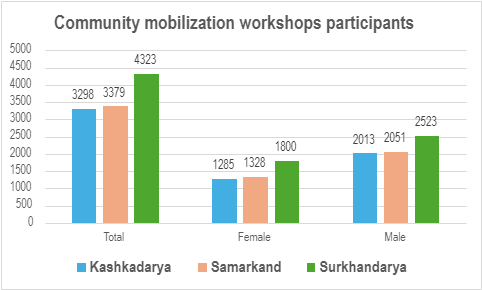 Community mobilization workshops participants
5000
4500
4000
3500
3000
2500
2000
1500
1000
500
0
3298 3379 4323
1285 1328 1800
2013 2051 2523
Total Female Male
Kashkadarya Samarkand Surkhandarya